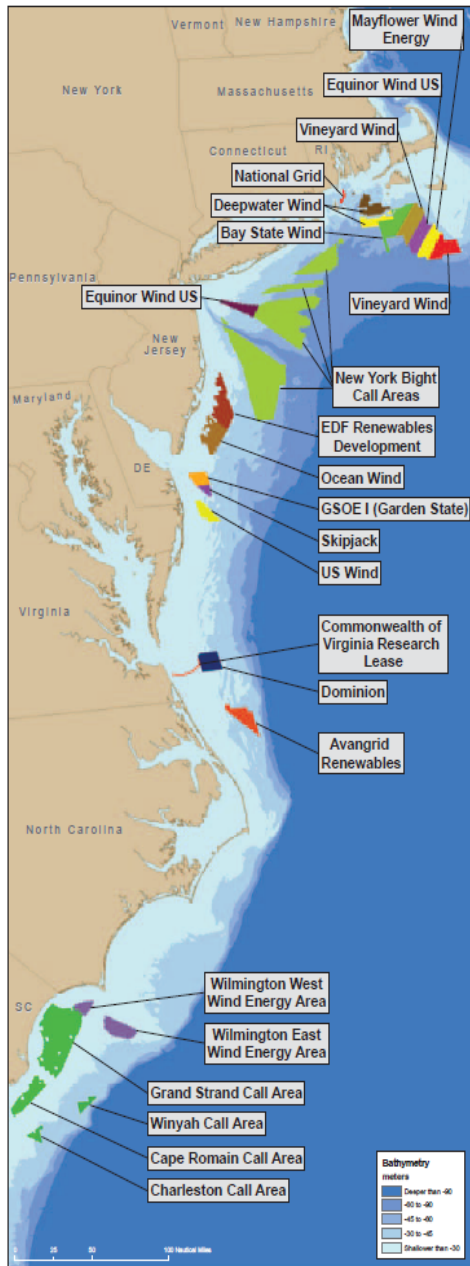 Vermont
New Hampshire
Mayflower Wind
Energy
New York
Massachusetts
Equinor Wind US
Connecticut
RI
Vineyard Wind
National Grid
Deepwater Wind
Bay State Wind
Pennsylvania
Equinor Wind US
Vineyard Wind
New
Jersey
New York Bight
Call Areas
Maryland
EDF Renewables
Development
DE
Ocean Wind
GSOE I (Garden State)
Skipjack
US Wind
Virginia
Commonwealth of
Virginia Research
Lease
Dominion
Avangrid
Renewables
North Carolina
SC
Wilmington West
Wind Energy Area
Wilmington East
Wind Energy Area
Grand Strand Call Area
Winyah Call Area
Cape Romain Call Area
Charleston Call Area
Bathymetry
meters
Deeper than -90
-60 to -90
-45 to -60
-30 to -45
Shallower than -30
0 25 50 100 Nautical Miles